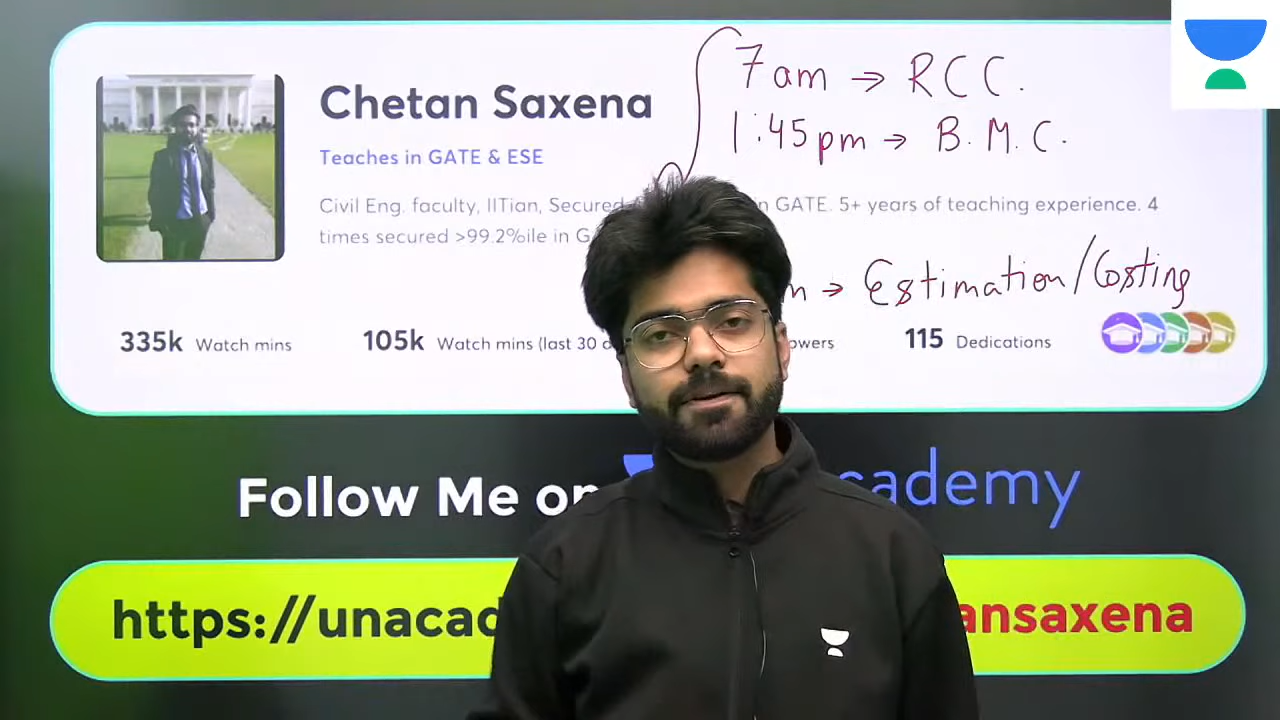 7am → RCC.
1:45pm → B.M.C.
Chetan Saxena
Teaches in GATE & ESE
Civil Eng. faculty, IITian, Secured in GATE. 5+ years of teaching experience. 4
times secured >99.2%ile in
→ Estimation/Costing
335k Watch mins 105k Watch mins (last 30 115 Dedications
Follow Me on academy
https://unacad ansaxena